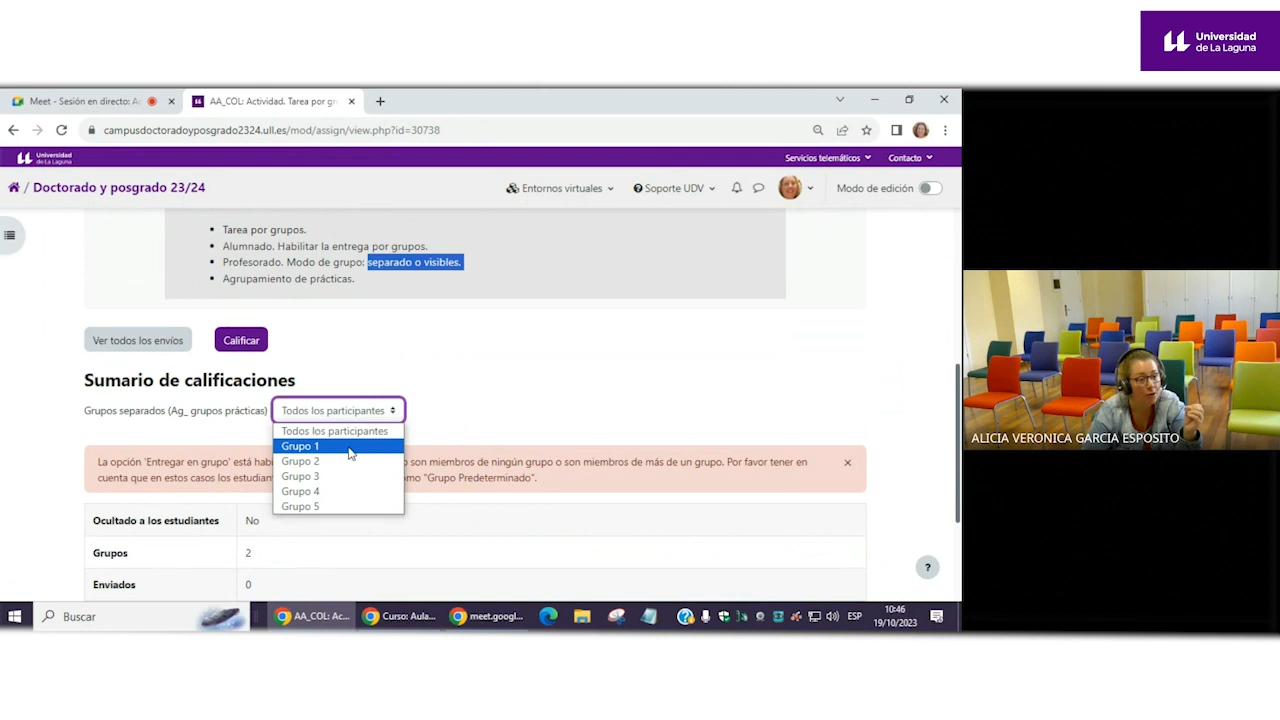 Universidad
de La Laguna
Meet - Sesión en directo: Ac
AA_COL: Actividad. Tarea por gr
campusdoctoradoyposgrado2324.ull.es/mod/assign/view.php?id=30738
Universidad
de La Laguna
Servicios telemáticos
Contacto
/ Doctorado y posgrado 23/24
Entornos virtuales
Soporte UDV
Modo de edición
Tarea por grupos.
Alumnado. Habilitar la entrega por grupos.
Profesorado. Modo de grupo: separado o visibles.
Agrupamiento de prácticas.
Ver todos los envíos
Calificar
Sumario de calificaciones
Grupos separados (Ag_ grupos prácticas)
Todos los participantes
Todos los participantes
Grupo 1
Grupo 2
Grupo 3
Grupo 4
Grupo 5
La opción 'Entregar en grupo' está hab
o son miembros de ningún grupo o son miembros de más de un grupo. Por favor tener en
cuenta que en estos casos los estudian
omo "Grupo Predeterminado".
Ocultado a los estudiantes
No
Grupos
2
Enviados
0
?
ALICIA VERONICA GARCIA ESPOSITO
Buscar
AA_COL: Ac...
Curso: Aula...
meet.googl...
ESP
10:46
19/10/2023